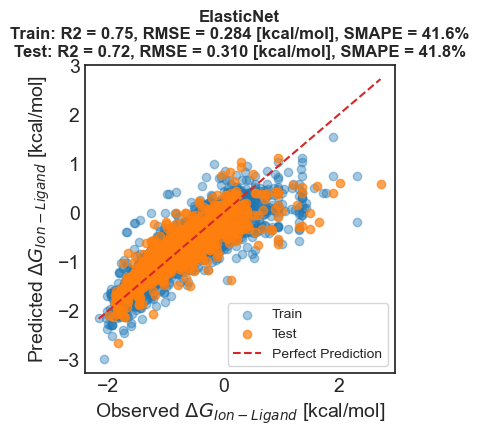 ElasticNet
Train: R2 = 0.75, RMSE = 0.284 [kcal/mol], SMAPE = 41.6%
Test: R2 = 0.72, RMSE = 0.310 [kcal/mol], SMAPE = 41.8%
Predicted ΔG_{Ion−Ligand} [kcal/mol]
3
2
1
0
−1
−2
−3
Train
Test
Perfect Prediction
−2 0 2
Observed ΔG_{Ion−Ligand} [kcal/mol]